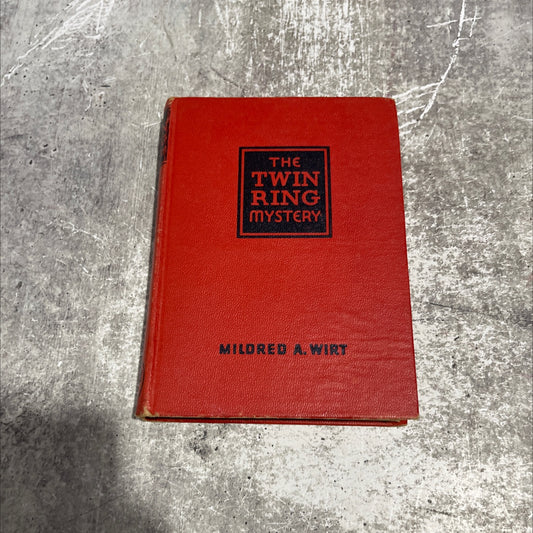 THE
TWIN
RING
MYSTERY
MILDRED A. WIRT